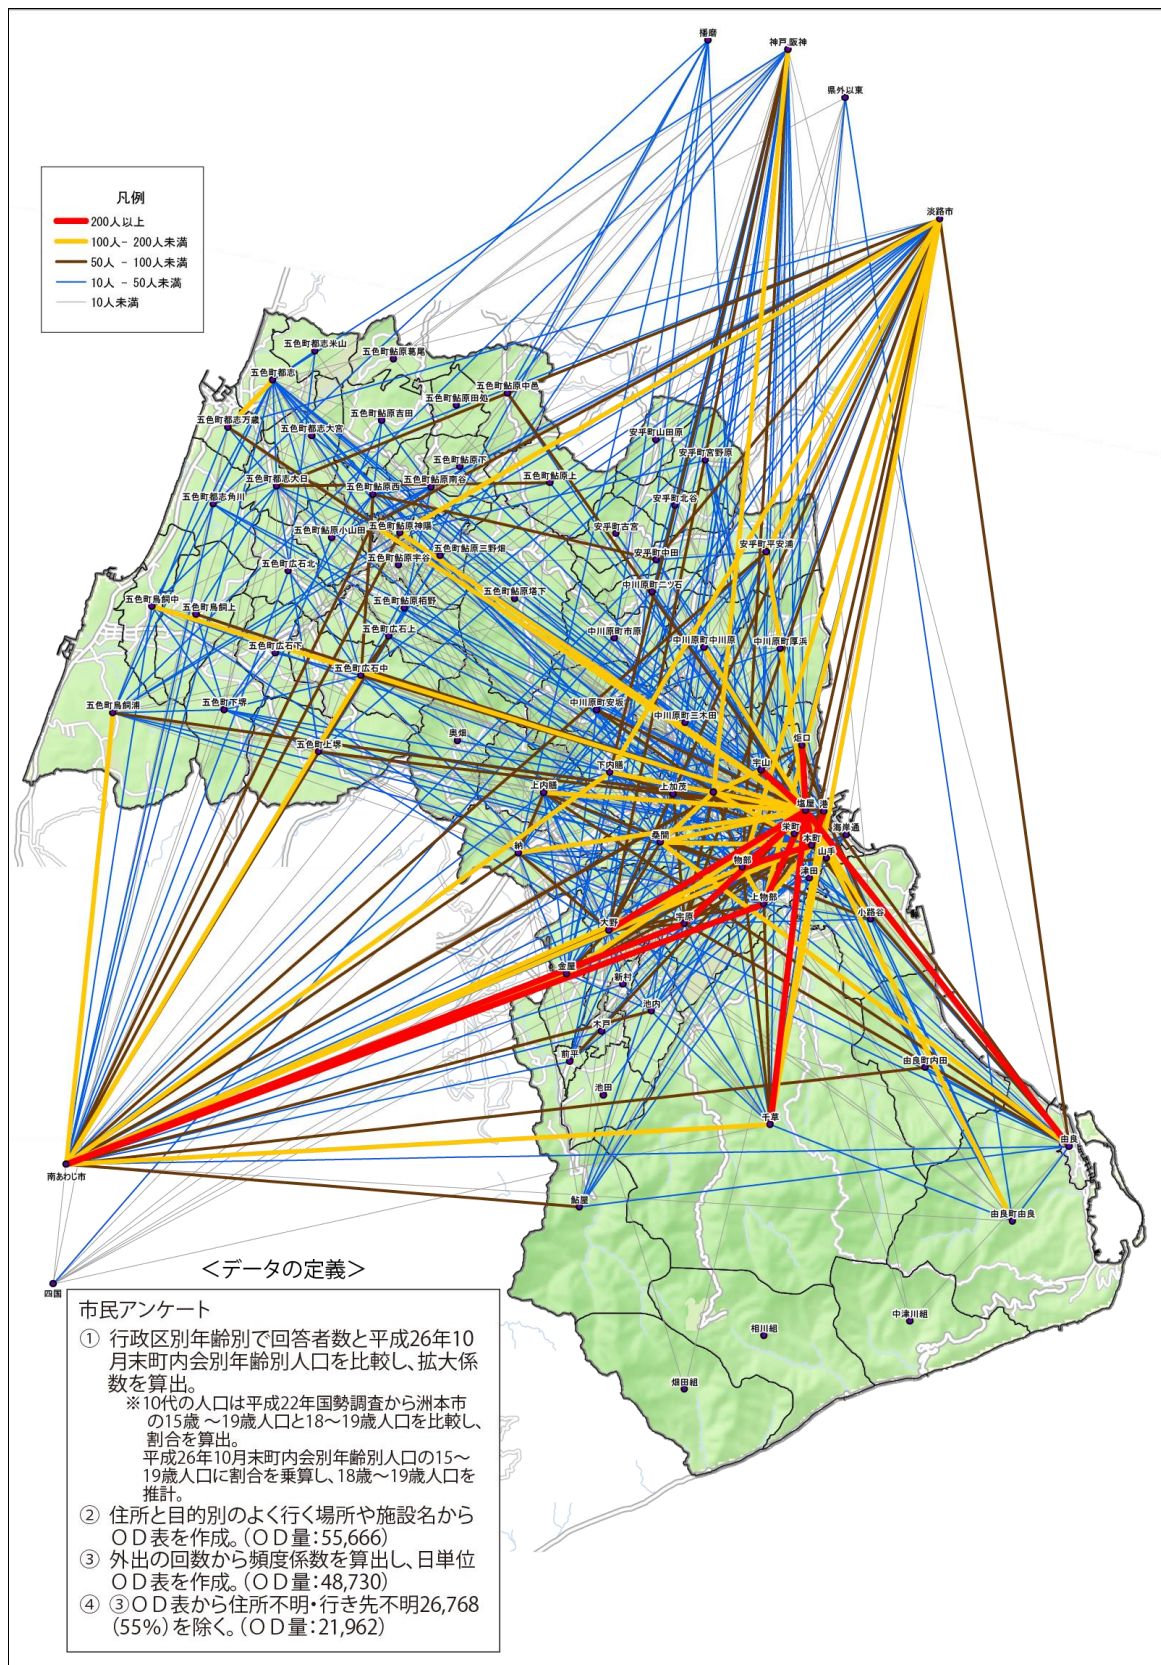 播磨
神戸 阪神
県外以東
淡路市
凡例
200人以上
100人- 200人未満
50人 - 100人未満
10人 - 50人未満
10人未満
五色町都志米山
五色町鮎原葛尾
五色町都志
五色町鮎原中邑
五色町鮎原田処
五色町鮎原吉田
五色町都志万歳
五色町都志大宮
安乎町山田原
安乎町宮野原
五色町鮎原下
五色町都志大日
五色町鮎原西
五色町鮎原南谷
五色町鮎原上
五色町都志角川
安乎町北谷
安乎町古宮
五色町鮎原小山田
五色町鮎原神陽
安乎町平安浦
五色町鮎原三野畑
安乎町中田
五色町鮎原宇谷
五色町広石北
中川原町二ツ石
五色町鮎原塔下
五色町鳥飼中
五色町鳥飼上
五色町鮎原栢野
五色町広石上
中川原町市原
中川原町中川原
中川原町厚浜
五色町広石下
五色町広石中
五色町鳥飼浦
五色町下堺
中川原町安坂
中川原町三木田
奥畑
五色町上堺
炬口
下内膳
宇山
上内膳
上加茂
塩屋
港
栄町
海岸通
桑間
本町
納
山手
物部
津田
上物部
小路谷
大野
宇原
金屋
新村
池内
木戸
前平
由良町内田
池田
千草
由良
南あわじ市
鮎屋
由良町由良
四国
中津川組
相川組
畑田組
＜データの定義＞
市民アンケート
① 行政区別年齢別で回答者数と平成26年10
月末町内会別年齢別人口を比較し、拡大係
数を算出。
※10代の人口は平成22年国勢調査から洲本市
の15歳 ～19歳人口と18～19歳人口を比較し、
割合を算出。
平成26年10月末町内会別年齢別人口の15～
19歳人口に割合を乗算し、18歳～19歳人口を
推計。
② 住所と目的別のよく行く場所や施設名から
ＯＤ表を作成。(ＯＤ量：55,666)
③ 外出の回数から頻度係数を算出し、日単位
ＯＤ表を作成。(ＯＤ量：48,730)
④ ③ＯＤ表から住所不明・行き先不明26,768
(55%)を除く。(ＯＤ量：21,962)